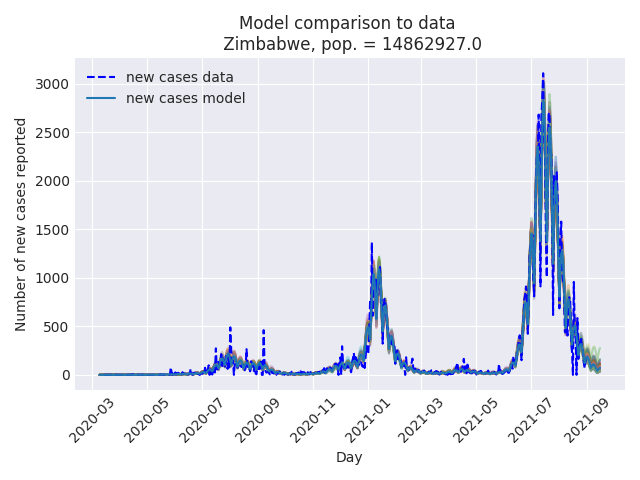 Model comparison to data
Zimbabwe, pop. = 14862927.0
new cases data
new cases model
Number of new cases reported
3000
2500
2000
1500
1000
500
0
2020-03
2020-05
2020-07
2020-09
2020-11
2021-01
2021-03
2021-05
2021-07
2021-09
Day